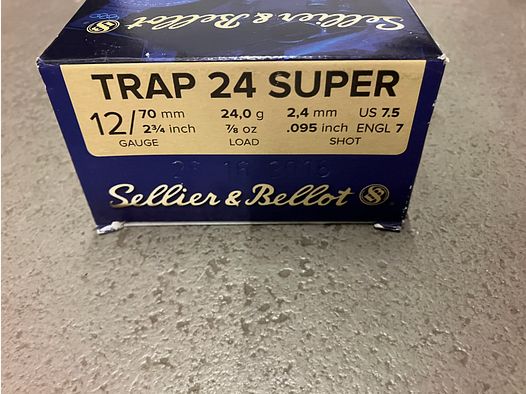 Sellier & Bellot
TRAP 24 SUPER
12/ 70 mm 24,0 g 2,4 mm US 7.5
2¾ inch ⅞ oz .095 inch ENGL 7
GAUGE LOAD SHOT
Sellier & Bellot